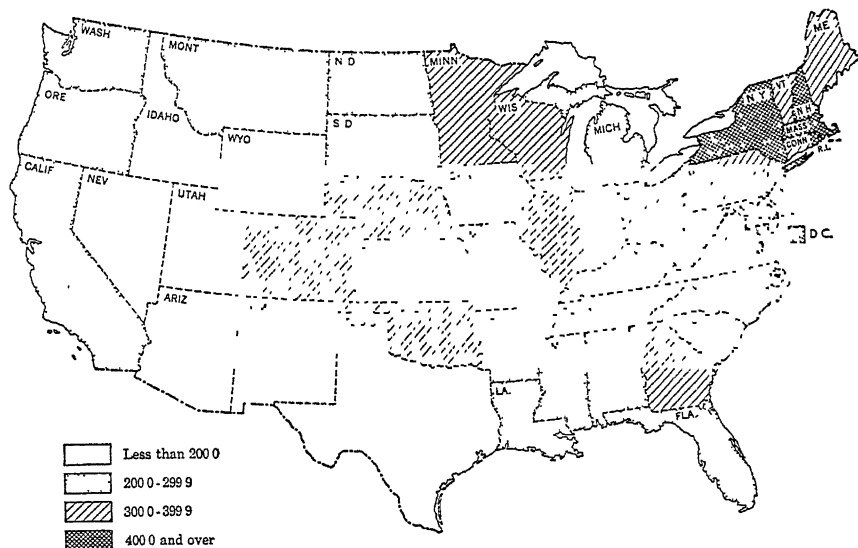 WASH
MONT
N D
MINN
ME
ORE
IDAHO
S D
WIS
MICH
N Y
VT
N H
MASS
CONN
R.I.
WYO
CALIF
NEV
UTAH
D C.
ARIZ
LA.
FLA.
Less than 200 0
200 0-299 9
300 0-399 9
400 0 and over